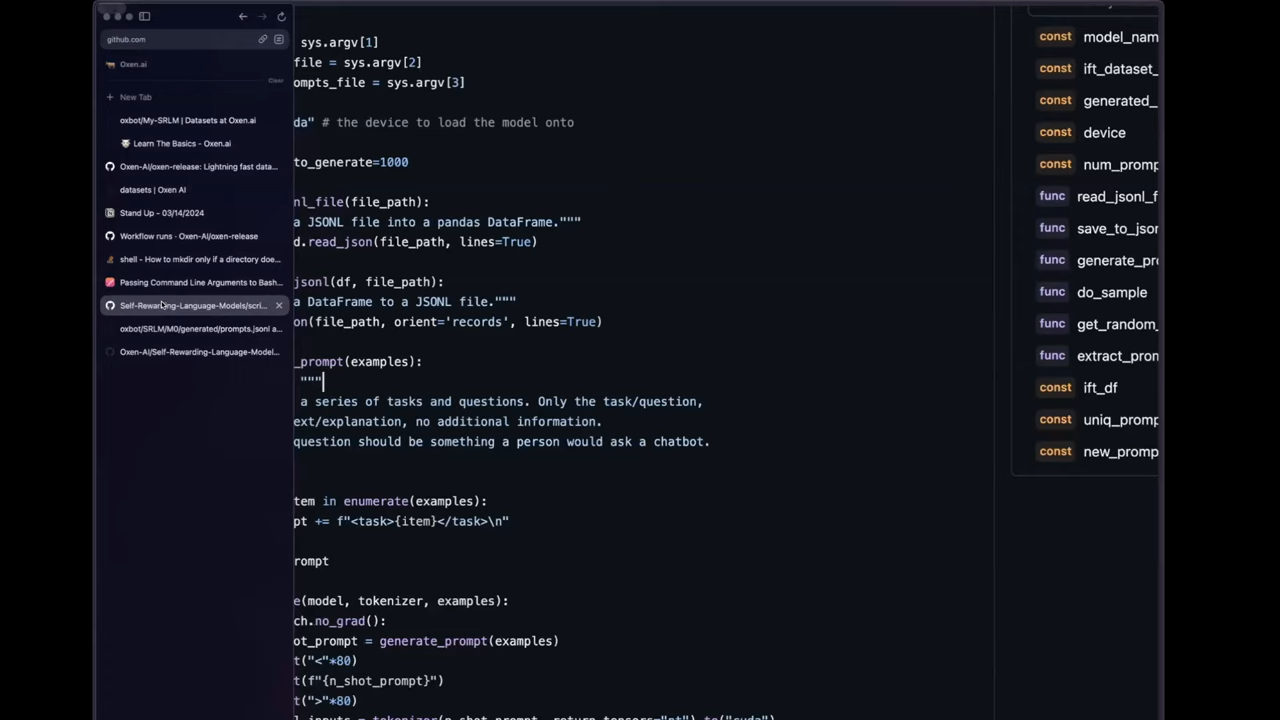 github.com
Oxen.ai
Clear
New Tab
oxbot/My-SRLM | Datasets at Oxen.ai
Learn The Basics - Oxen.ai
Oxen-AI/oxen-release: Lightning fast data...
datasets | Oxen AI
Stand Up - 03/14/2024
Workflow runs · Oxen-AI/oxen-release
shell - How to mkdir only if a directory doe...
Passing Command Line Arguments to Bash...
Self-Rewarding-Language-Models/scri...
oxbot/SRLM/M0/generated/prompts.jsonl a...
Oxen-AI/Self-Rewarding-Language-Model...
sys.argv[1]
file = sys.argv[2]
ompts_file = sys.argv[3]
da" # the device to load the model onto
to_generate=1000
nl_file(file_path):
a JSONL file into a pandas DataFrame."""
d.read_json(file_path, lines=True)
jsonl(df, file_path):
a DataFrame to a JSONL file."""
on(file_path, orient='records', lines=True)
_prompt(examples):
"""
a series of tasks and questions. Only the task/question,
ext/explanation, no additional information.
question should be something a person would ask a chatbot.
tem in enumerate(examples):
pt += f"<task>{item}</task>\n"
rompt
e(model, tokenizer, examples):
ch.no_grad():
ot_prompt = generate_prompt(examples)
t("<"*80)
t(f"{n_shot_prompt}")
t(">"*80)
l_inputs = tokenizer(n_shot_prompt, return_tensors="pt").to("cuda")
const model_nam
const ift_dataset_
const generated_
const device
const num_promp
func read_jsonl_f
func save_to_jsor
func generate_pro
func do_sample
func get_random_
func extract_pron
const ift_df
const uniq_promp
const new_promp